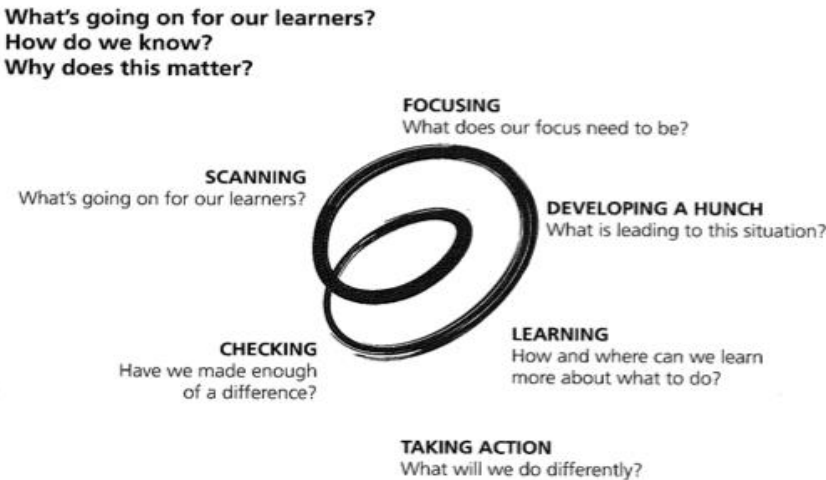 What's going on for our learners?
How do we know?
Why does this matter?
FOCUSING
What does our focus need to be?
SCANNING
What's going on for our learners?
DEVELOPING A HUNCH
What is leading to this situation?
LEARNING
How and where can we learn
more about what to do?
CHECKING
Have we made enough
of a difference?
TAKING ACTION
What will we do differently?